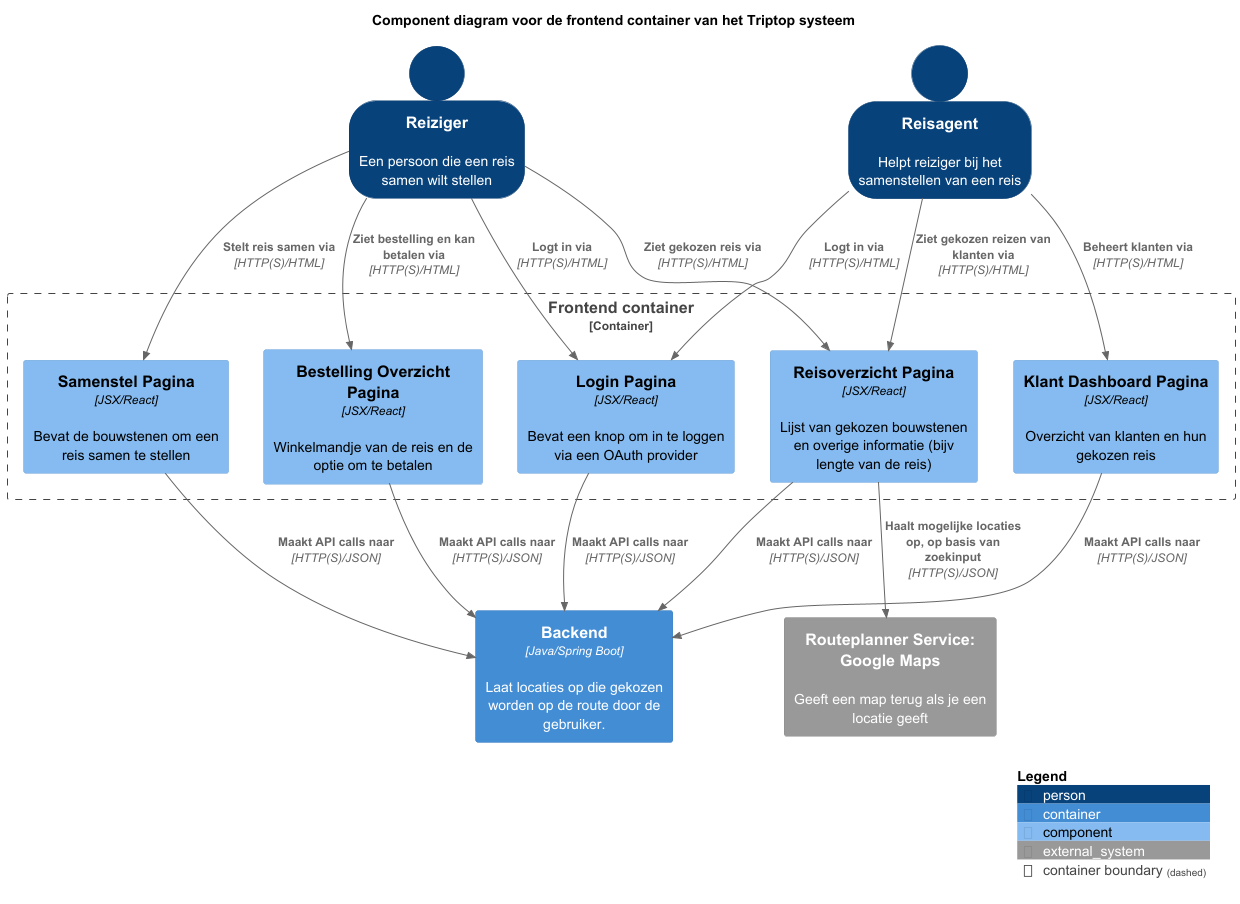 Component diagram voor de frontend container van het Triptop systeem
Reiziger
Een persoon die een reis
samen wilt stellen
Reisagent
Helpt reiziger bij het
samenstellen van een reis
Stelt reis samen via
[HTTP(S)/HTML]
Ziet bestelling en kan
betalen via
[HTTP(S)/HTML]
Logt in via
[HTTP(S)/HTML]
Ziet gekozen reis via
[HTTP(S)/HTML]
Logt in via
[HTTP(S)/HTML]
Ziet gekozen reizen van
klanten via
[HTTP(S)/HTML]
Beheert klanten via
[HTTP(S)/HTML]
Frontend container
[Container]
Samenstel Pagina
[JSX/React]
Bevat de bouwstenen om een
reis samen te stellen
Bestelling Overzicht
Pagina
[JSX/React]
Winkelmandje van de reis en de
optie om te betalen
Login Pagina
[JSX/React]
Bevat een knop om in te loggen
via een OAuth provider
Reisoverzicht Pagina
[JSX/React]
Lijst van gekozen bouwstenen
en overige informatie (bijv
lengte van de reis)
Klant Dashboard Pagina
[JSX/React]
Overzicht van klanten en hun
gekozen reis
Maakt API calls naar
[HTTP(S)/JSON]
Maakt API calls naar
[HTTP(S)/JSON]
Maakt API calls naar
[HTTP(S)/JSON]
Maakt API calls naar
[HTTP(S)/JSON]
Haalt mogelijke locaties
op, op basis van
zoekinput
[HTTP(S)/JSON]
Maakt API calls naar
[HTTP(S)/JSON]
Backend
[Java/Spring Boot]
Laat locaties op die gekozen
worden op de route door de
gebruiker.
Routeplanner Service:
Google Maps
Geeft een map terug als je een
locatie geeft
Legend
person
container
component
external_system
container boundary (dashed)